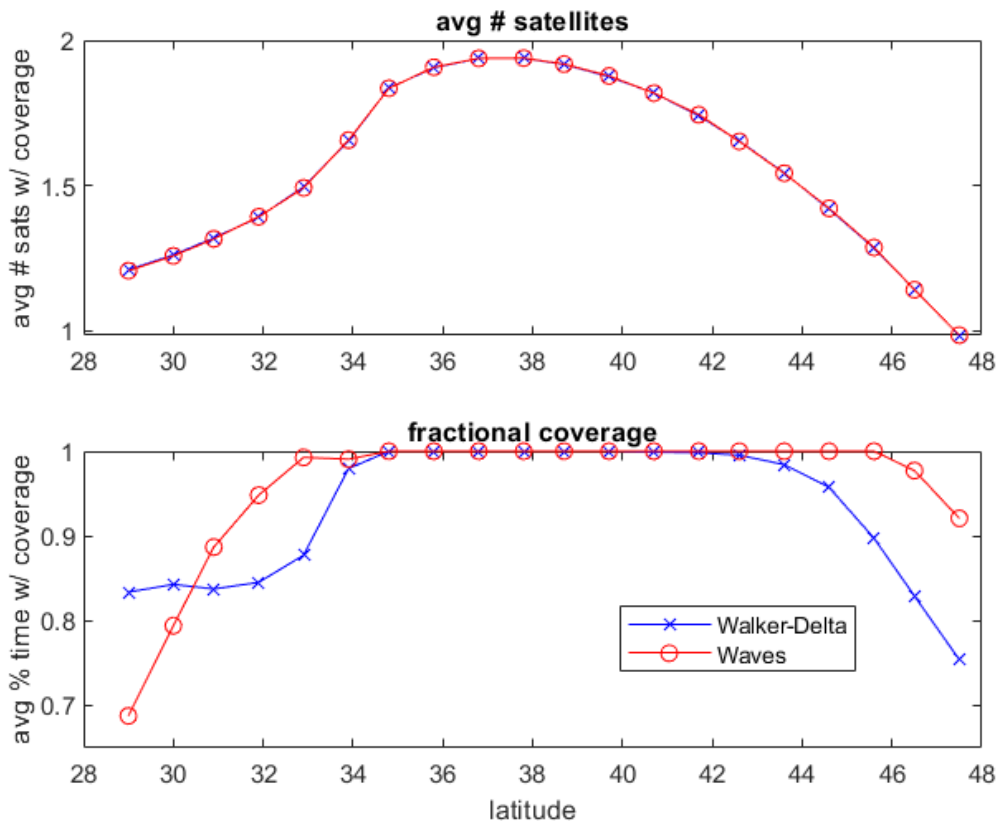 avg # satellites
avg # sats w/ coverage
2
1.5
1
28 30 32 34 36 38 40 42 44 46 48
fractional coverage
avg % time w/ coverage
1
0.9
0.8
0.7
Walker-Delta
Waves
28 30 32 34 36 38 40 42 44 46 48
latitude